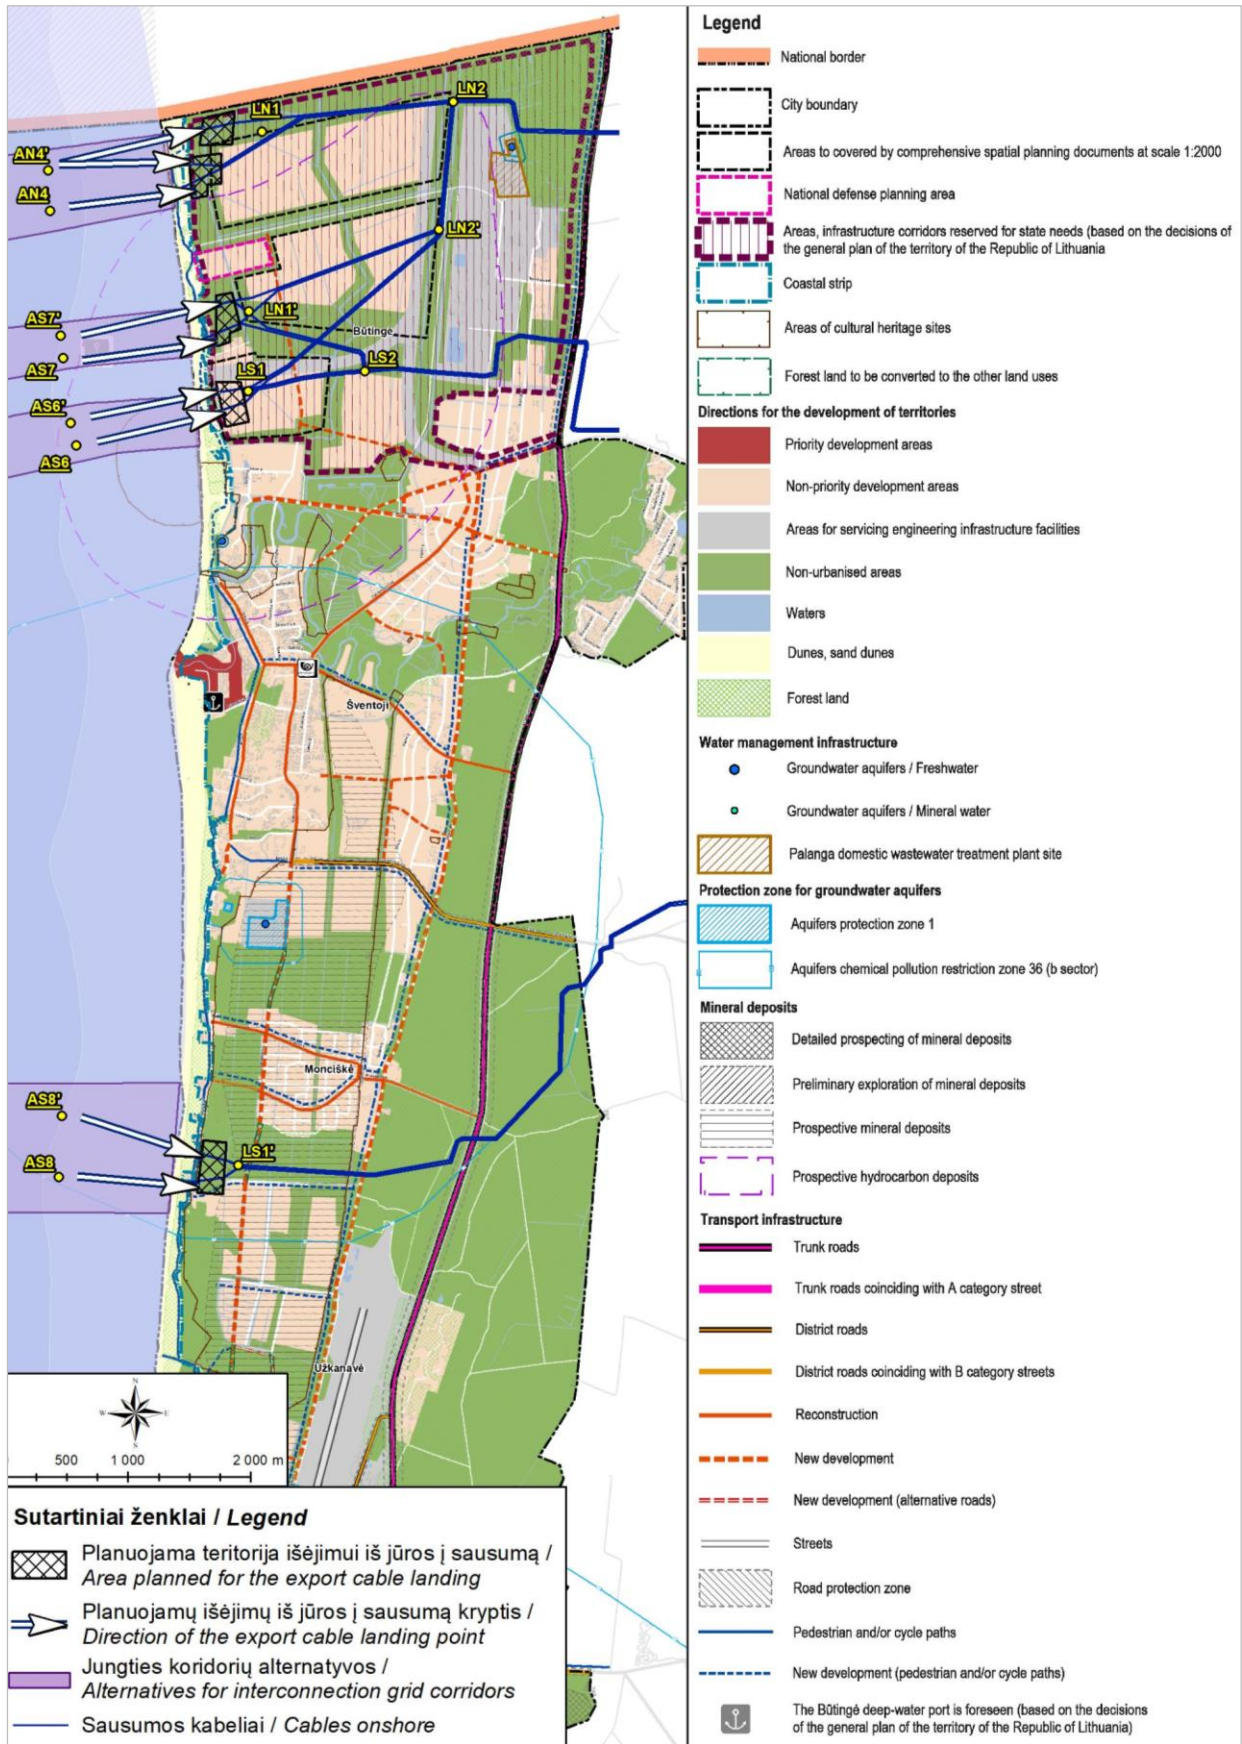 LN1
LN2
AN4'
AN4
LN2'
AS7'
LN1'
Būtingė
AS7
LS2
LS1
AS6'
AS6
Šventoji
Monciškė
AS8'
LS1'
AS8
Užkanavė
N
W
E
S
500
1 000
2 000 m
Sutartiniai ženklai / Legend
Planuojama teritorija išėjimui iš jūros į sausumą /
Area planned for the export cable landing
Planuojamų išėjimų iš jūros į sausumą kryptis /
Direction of the export cable landing point
Jungties koridorių alternatyvos /
Alternatives for interconnection grid corridors
Sausumos kabeliai / Cables onshore
Legend
National border
City boundary
Areas to covered by comprehensive spatial planning documents at scale 1:2000
National defense planning area
Areas, infrastructure corridors reserved for state needs (based on the decisions of
the general plan of the territory of the Republic of Lithuania
Coastal strip
Areas of cultural heritage sites
Forest land to be converted to the other land uses
Directions for the development of territories
Priority development areas
Non-priority development areas
Areas for servicing engineering infrastructure facilities
Non-urbanised areas
Waters
Dunes, sand dunes
Forest land
Water management infrastructure
Groundwater aquifers / Freshwater
Groundwater aquifers / Mineral water
Palanga domestic wastewater treatment plant site
Protection zone for groundwater aquifers
Aquifers protection zone 1
Aquifers chemical pollution restriction zone 36 (b sector)
Mineral deposits
Detailed prospecting of mineral deposits
Preliminary exploration of mineral deposits
Prospective mineral deposits
Prospective hydrocarbon deposits
Transport infrastructure
Trunk roads
Trunk roads coinciding with A category street
District roads
District roads coinciding with B category streets
Reconstruction
New development
New development (alternative roads)
Streets
Road protection zone
Pedestrian and/or cycle paths
New development (pedestrian and/or cycle paths)
The Būtingė deep-water port is foreseen (based on the decisions
of the general plan of the territory of the Republic of Lithuania)